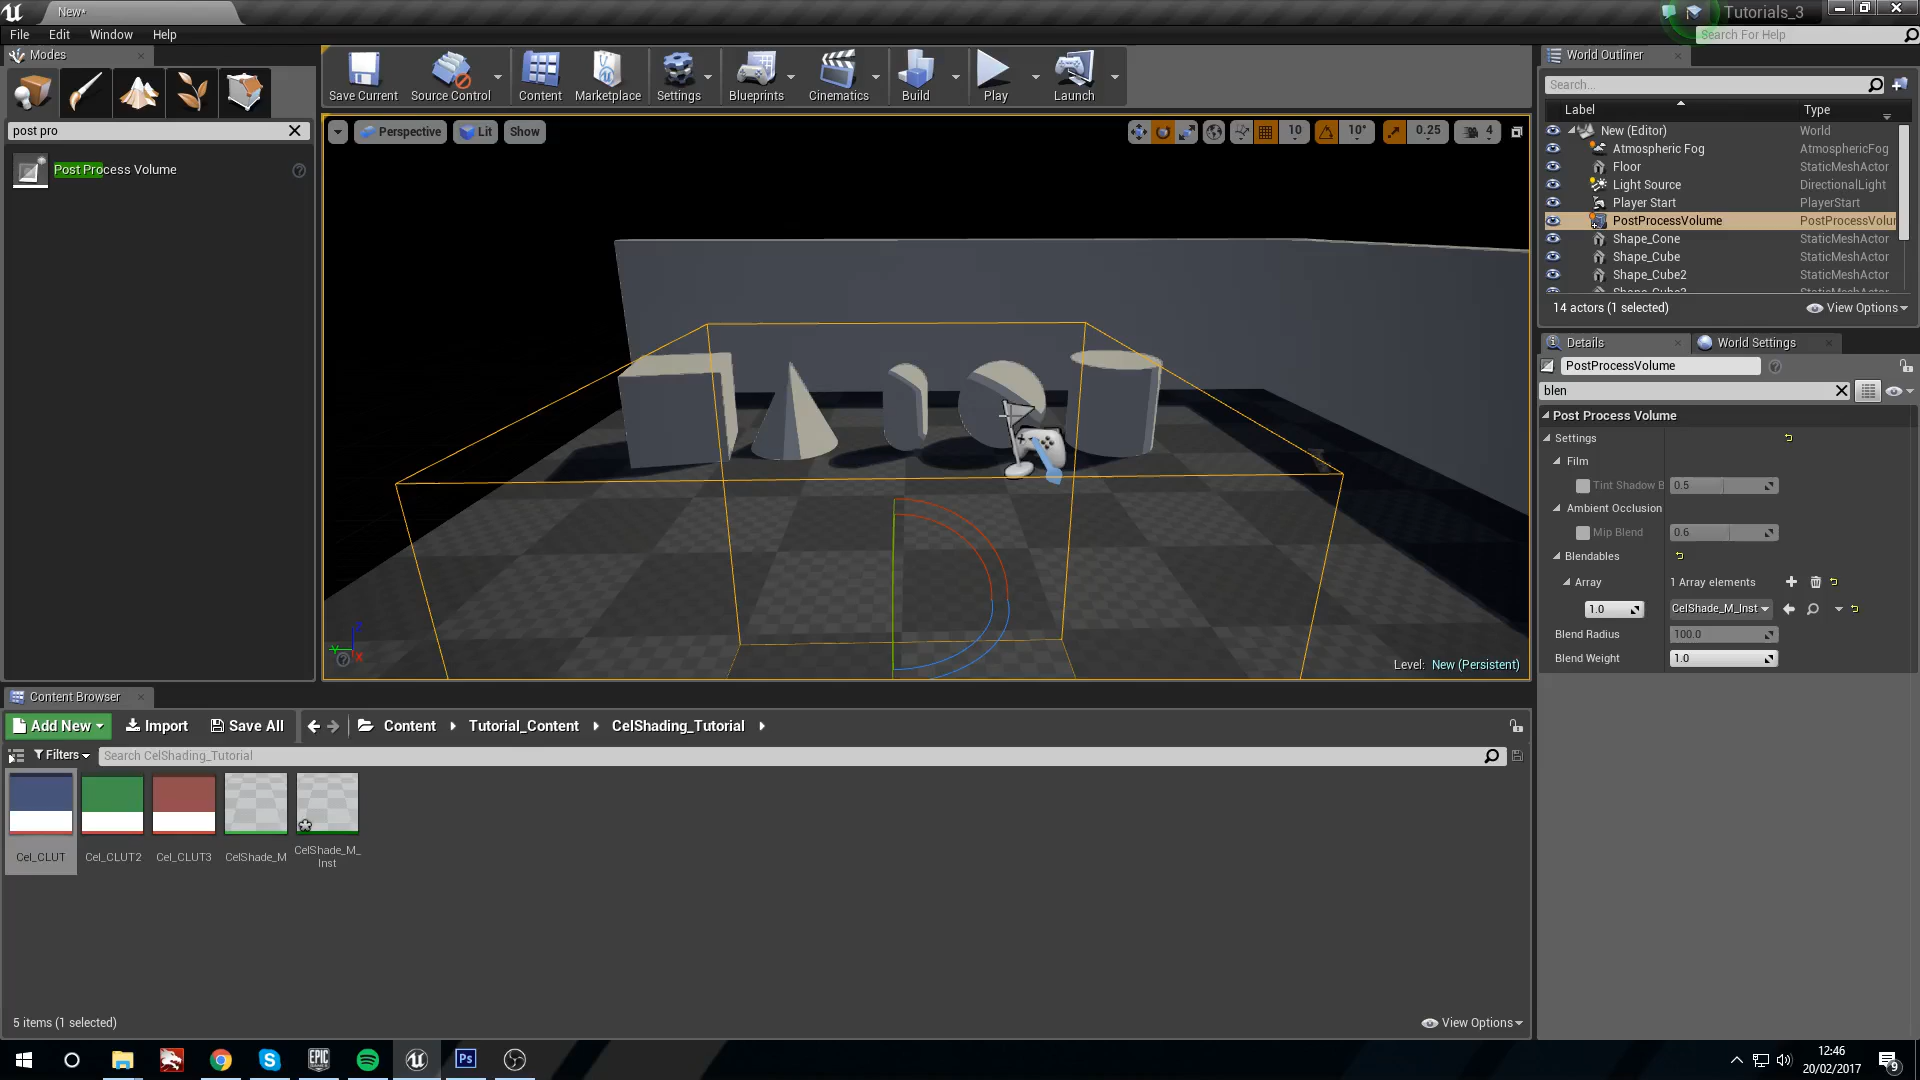 New*
Tutorials_3
File Edit Window Help
Search For Help
Modes
post pro
Post Process Volume
Save Current
Source Control
Content
Marketplace
Settings
Blueprints
Cinematics
Build
Play
Launch
Perspective
Lit
Show
10
10°
0.25
4
Level: New (Persistent)
World Outliner
Search...
Label
Type
New (Editor) World
Atmospheric Fog AtmosphericFog
Floor StaticMeshActor
Light Source DirectionalLight
Player Start PlayerStart
PostProcessVolume PostProcessVolur
Shape_Cone StaticMeshActor
Shape_Cube StaticMeshActor
Shape_Cube2 StaticMeshActor
14 actors (1 selected)
View Options
Details
World Settings
PostProcessVolume
blen
Post Process Volume
Settings
Film
Tint Shadow B 0.5
Ambient Occlusion
Mip Blend 0.6
Blendables
Array 1 Array elements
1.0 CelShade_M_Inst
Blend Radius 100.0
Blend Weight 1.0
Content Browser
Add New Import Save All Content Tutorial_Content CelShading_Tutorial
Filters Search CelShading_Tutorial
Cel_CLUT
Cel_CLUT2
Cel_CLUT3
CelShade_M
CelShade_M_
Inst
5 items (1 selected)
View Options
EPIC
Ps
12:46
20/02/2017
9